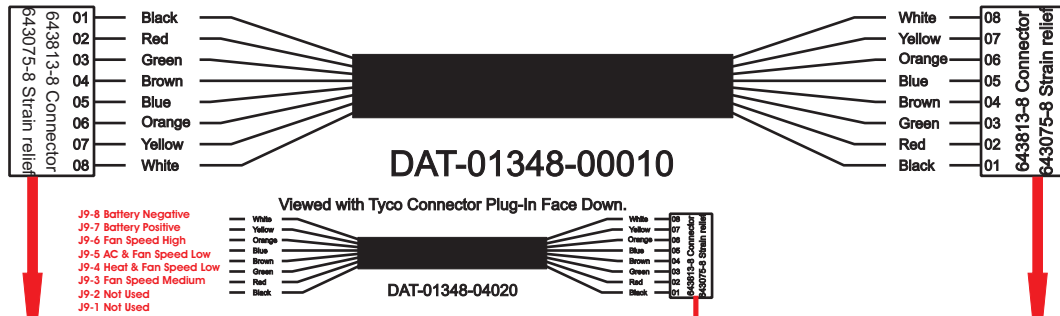 643813-8 Connector
643075-8 Strain relief
01 Black
02 Red
03 Green
04 Brown
05 Blue
06 Orange
07 Yellow
08 White
White 08
Yellow 07
Orange 06
Blue 05
Brown 04
Green 03
Red 02
Black 01
643813-8 Connector
643075-8 Strain relief
DAT-01348-00010
Viewed with Tyco Connector Plug-In Face Down.
J9-8 Battery Negative
J9-7 Battery Positive
J9-6 Fan Speed High
J9-5 AC & Fan Speed Low
J9-4 Heat & Fan Speed Low
J9-3 Fan Speed Medium
J9-2 Not Used
J9-1 Not Used
White
Yellow
Orange
Blue
Brown
Green
Red
Black
White 08
Yellow 07
Orange 06
Blue 05
Brown 04
Green 03
Red 02
Black 01
643813-8 Connector
643075-8 Strain relief
DAT-01348-04020